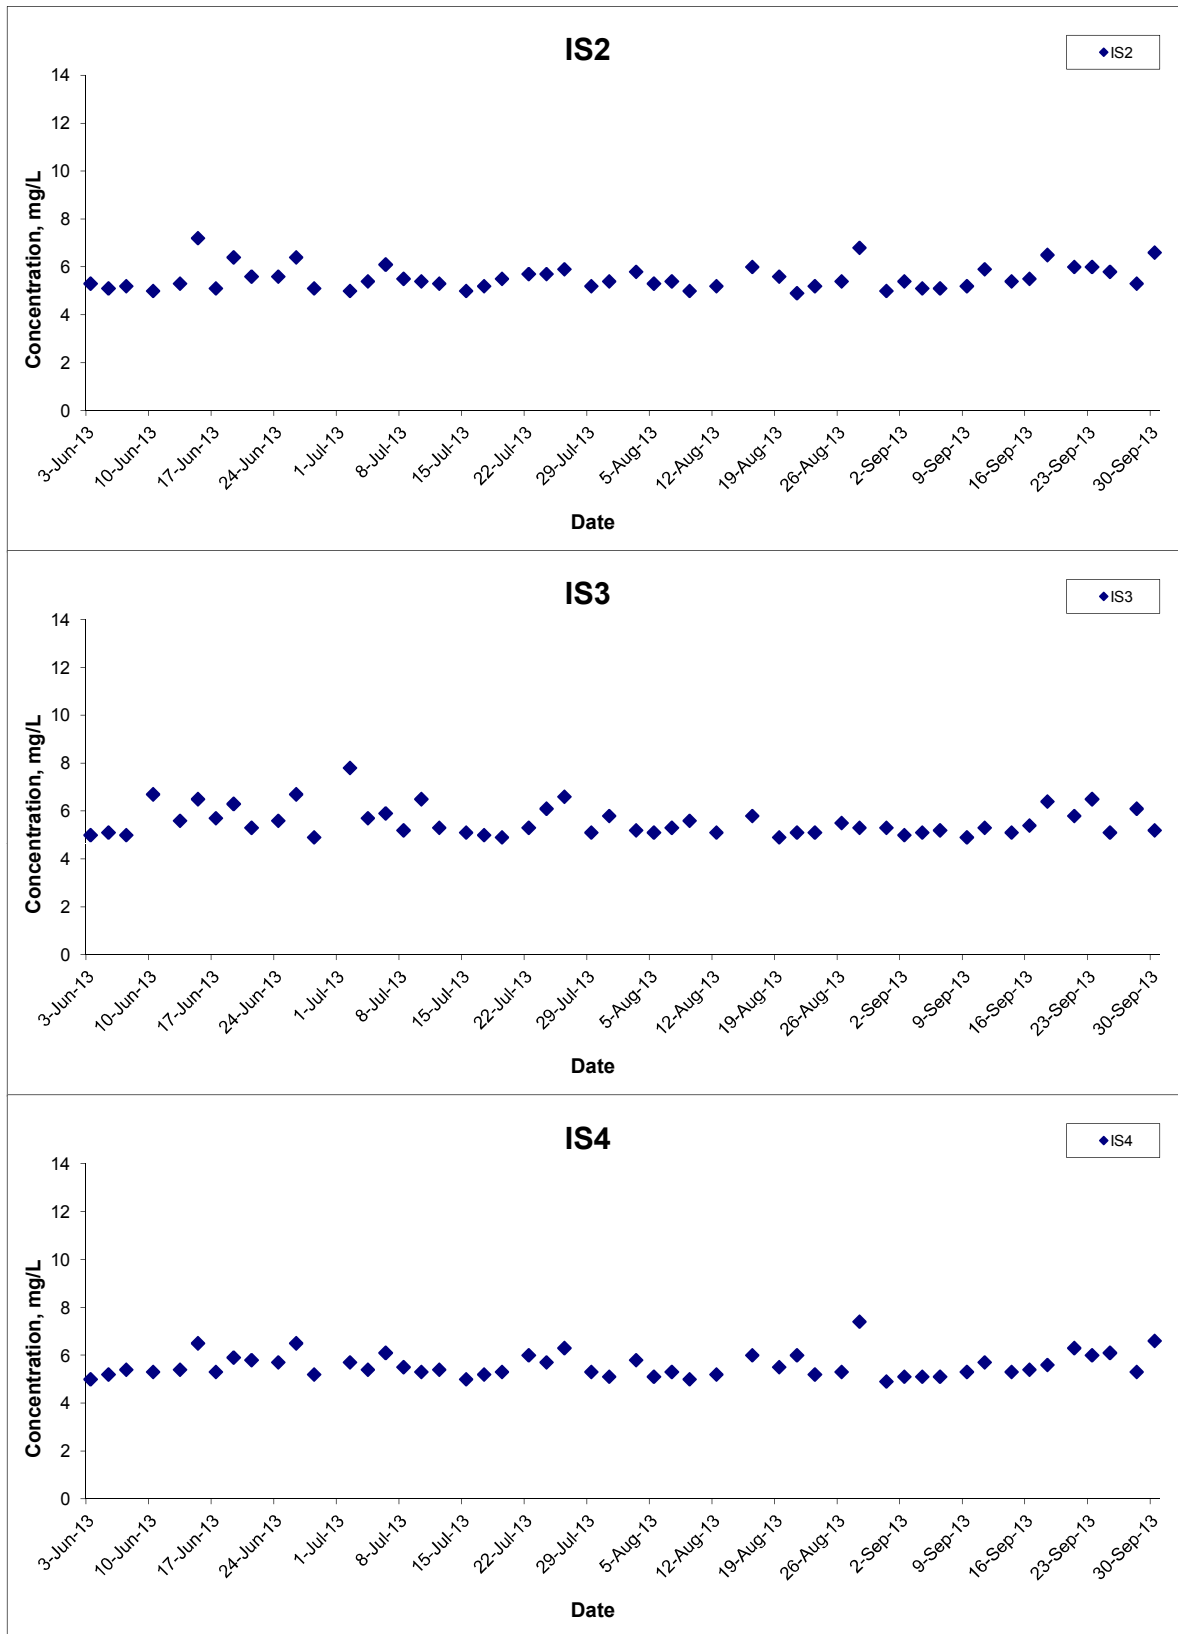 IS2
IS2
14
12
10
8
6
4
2
0
Concentration, mg/L
3-Jun-13
10-Jun-13
17-Jun-13
24-Jun-13
1-Jul-13
8-Jul-13
15-Jul-13
22-Jul-13
29-Jul-13
5-Aug-13
12-Aug-13
19-Aug-13
26-Aug-13
2-Sep-13
9-Sep-13
16-Sep-13
23-Sep-13
30-Sep-13
Date
IS3
IS3
14
12
10
8
6
4
2
0
Concentration, mg/L
3-Jun-13
10-Jun-13
17-Jun-13
24-Jun-13
1-Jul-13
8-Jul-13
15-Jul-13
22-Jul-13
29-Jul-13
5-Aug-13
12-Aug-13
19-Aug-13
26-Aug-13
2-Sep-13
9-Sep-13
16-Sep-13
23-Sep-13
30-Sep-13
Date
IS4
IS4
14
12
10
8
6
4
2
0
Concentration, mg/L
3-Jun-13
10-Jun-13
17-Jun-13
24-Jun-13
1-Jul-13
8-Jul-13
15-Jul-13
22-Jul-13
29-Jul-13
5-Aug-13
12-Aug-13
19-Aug-13
26-Aug-13
2-Sep-13
9-Sep-13
16-Sep-13
23-Sep-13
30-Sep-13
Date